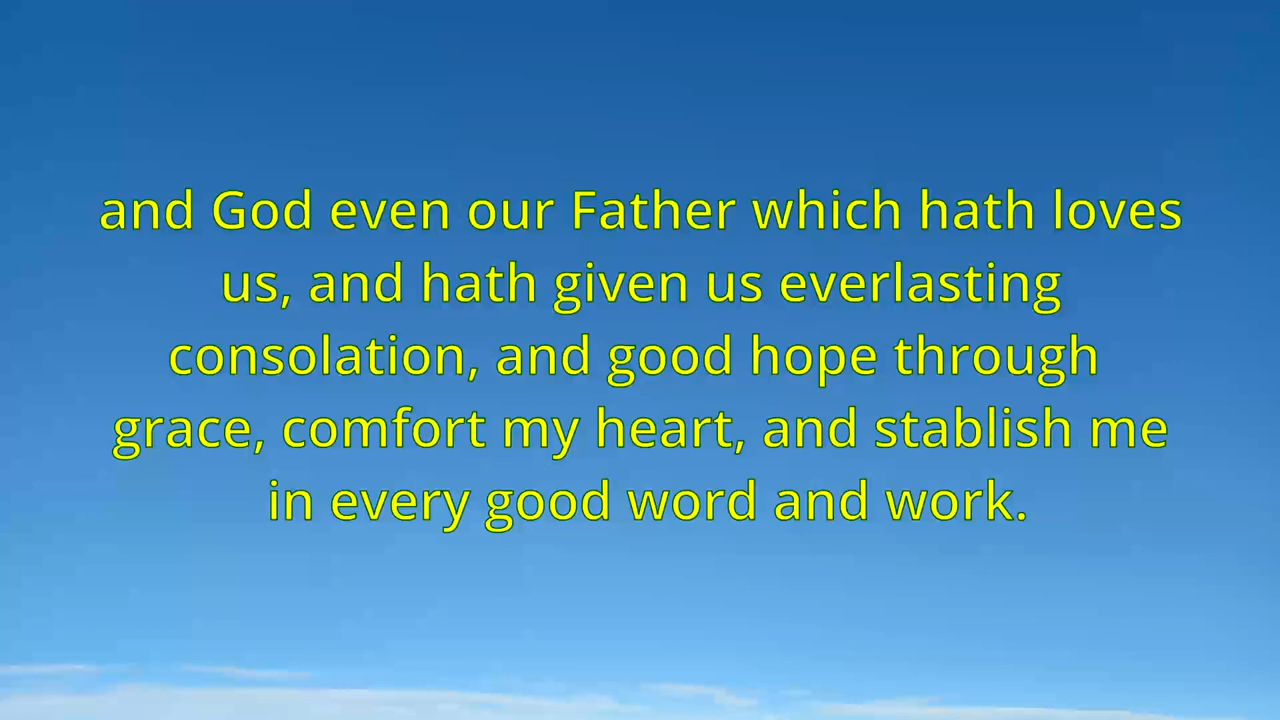 and God even our Father which hath loves
us, and hath given us everlasting
consolation, and good hope through
grace, comfort my heart, and stablish me
in every good word and work.